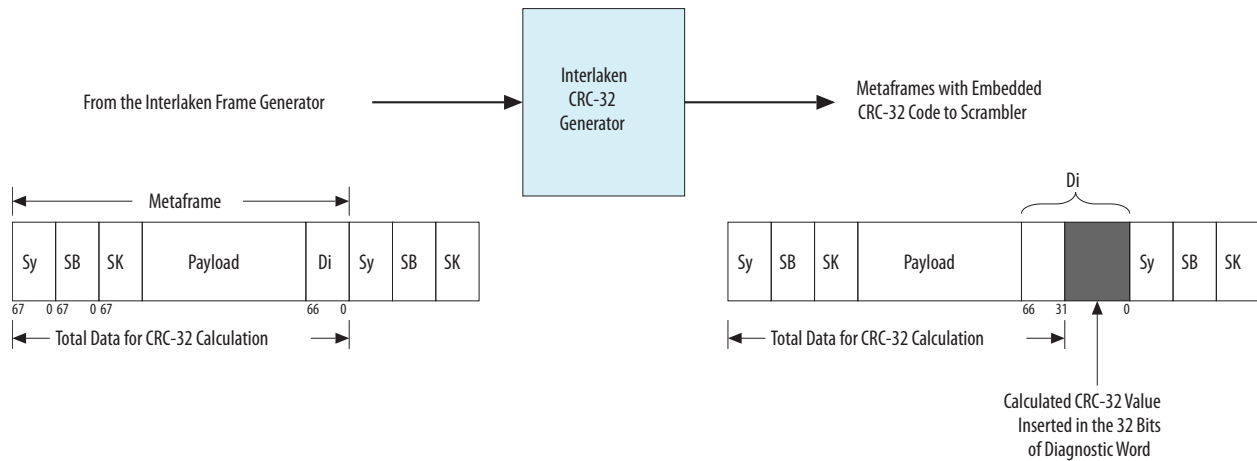 From the Interlaken Frame Generator
Interlaken
CRC-32
Generator
Metaframes with Embedded
CRC-32 Code to Scrambler
Metaframe
Sy SB SK Payload Di Sy SB SK
67 0 67 0 67 66 0
Total Data for CRC-32 Calculation
Di
Sy SB SK Payload Sy SB SK
66 31 0
Total Data for CRC-32 Calculation
Calculated CRC-32 Value
Inserted in the 32 Bits
of Diagnostic Word